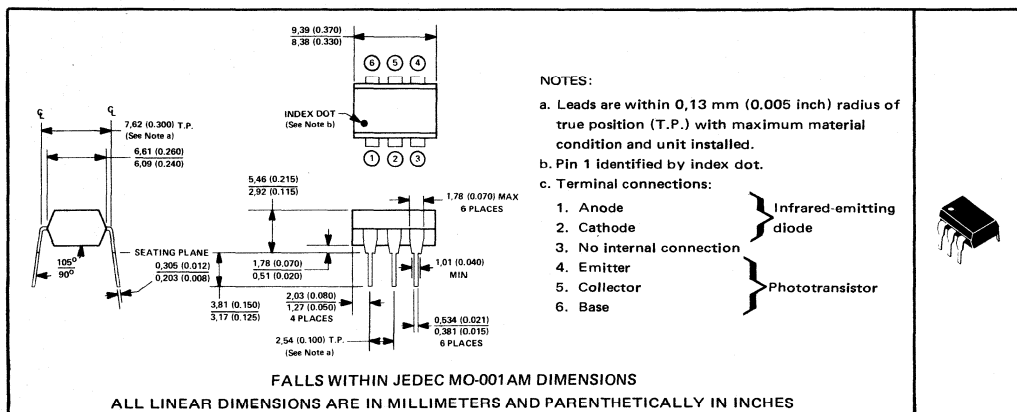 9,39 (0.370)
8,38 (0.330)
6 5 4
INDEX DOT
(See Note b)
1 2 3
℄ ℄
7,62 (0.300) T.P.
(See Note a)
6,61 (0.260)
6,09 (0.240)
5,46 (0.215)
2,92 (0.115)
1,78 (0.070) MAX
6 PLACES
SEATING PLANE
105°
90°
0,305 (0.012)
0,203 (0.008)
1,78 (0.070)
0,51 (0.020)
1,01 (0.040)
MIN
3,81 (0.150)
3,17 (0.125)
2,03 (0.080)
1,27 (0.050)
4 PLACES
0,534 (0.021)
0,381 (0.015)
6 PLACES
2,54 (0.100) T.P.
(See Note a)
NOTES:
a. Leads are within 0,13 mm (0.005 inch) radius of
true position (T.P.) with maximum material
condition and unit installed.
b. Pin 1 identified by index dot.
c. Terminal connections:
1. Anode
2. Cathode
Infrared-emitting
diode
3. No internal connection
4. Emitter
5. Collector
6. Base
Phototransistor
FALLS WITHIN JEDEC MO-001AM DIMENSIONS
ALL LINEAR DIMENSIONS ARE IN MILLIMETERS AND PARENTHETICALLY IN INCHES